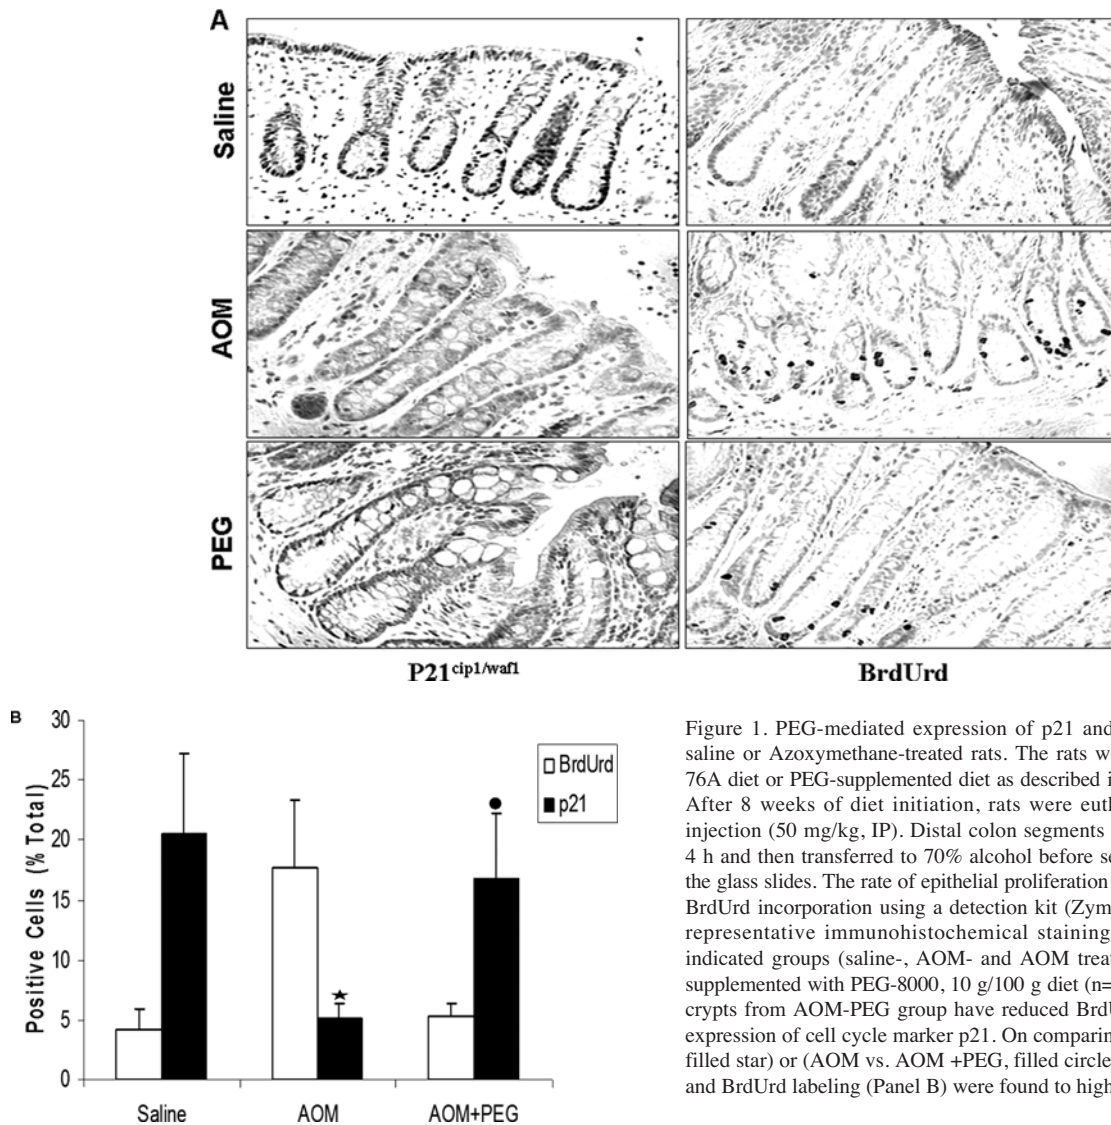 A
Saline
AOM
PEG
P21cip1/waf1
BrdUrd
B
Positive Cells (% Total)
30
25
20
15
10
5
0
BrdUrd
p21
★
●
Saline
AOM
AOM+PEG
Figure 1. PEG-mediated expression of p21 and
saline or Azoxymethane-treated rats. The rats
76A diet or PEG-supplemented diet as described
After 8 weeks of diet initiation, rats were
injection (50 mg/kg, IP). Distal colon segments
4 h and then transferred to 70% alcohol before
the glass slides. The rate of epithelial proliferation
BrdUrd incorporation using a detection kit
representative immunohistochemical staining
indicated groups (saline-, AOM- and AOM
supplemented with PEG-8000, 10 g/100 g diet (n=
crypts from AOM-PEG group have reduced
expression of cell cycle marker p21. On
filled star) or (AOM vs. AOM +PEG, filled circle
and BrdUrd labeling (Panel B) were found to